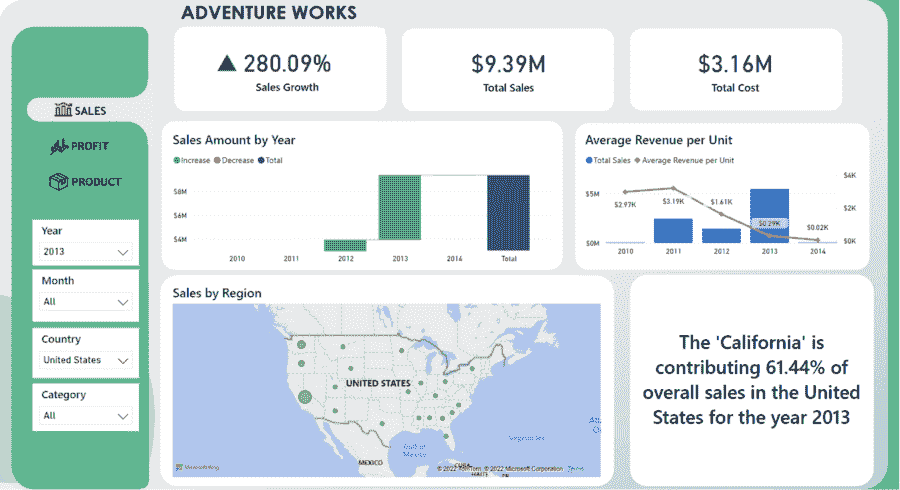 ADVENTURE WORKS
280.09%
Sales Growth
$9.39M
Total Sales
$3.16M
Total Cost
SALES
PROFIT
PRODUCT
Year
2013
Month
All
Country
United States
Category
All
Sales Amount by Year
Increase Decrease Total
$8M
$6M
$4M
2010 2011 2012 2013 2014 Total
Average Revenue per Unit
Total Sales Average Revenue per Unit
$5M
$0M
$4K
$2K
$0K
$2.97K
$3.19K
$1.61K
$0.29K
$0.02K
2010 2011 2012 2013 2014
Sales by Region
UNITED STATES
MEXICO
Gulf of
Mexico
CUBA
© 2022 TomTom, © 2022 Microsoft Corporation Terms
The 'California' is
contributing 61.44% of
overall sales in the United
States for the year 2013